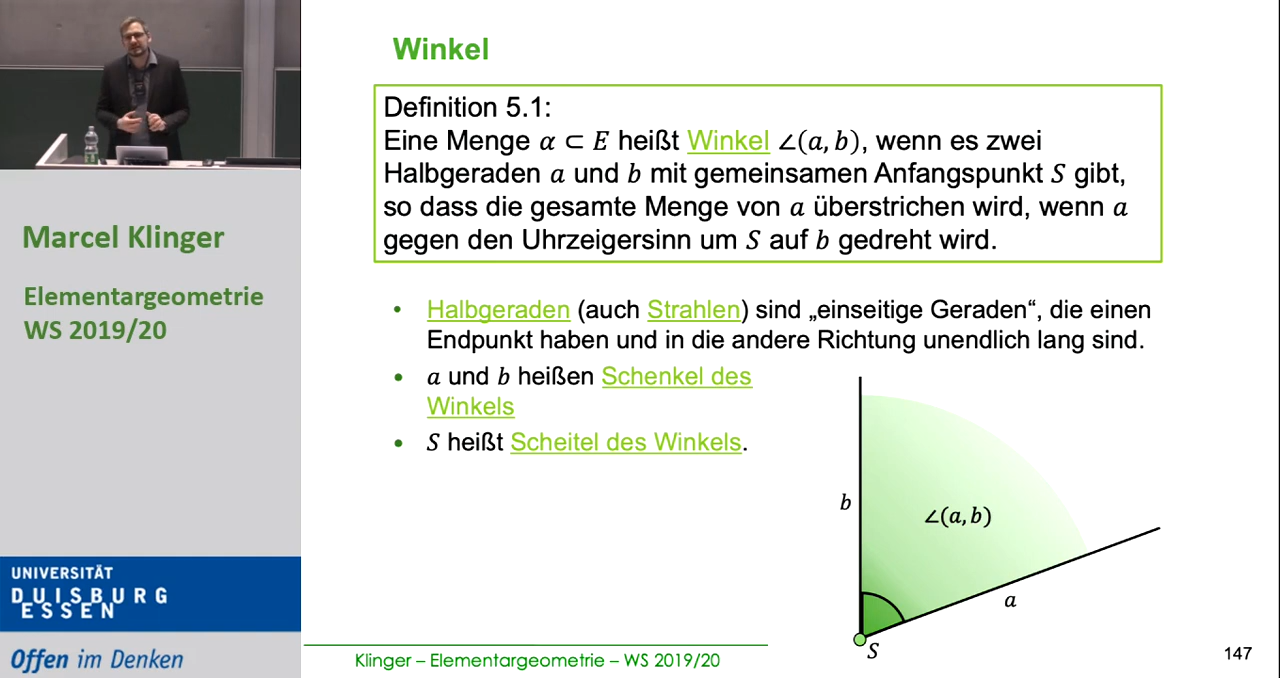 Winkel
Definition 5.1:
Eine Menge α ⊂ E heißt Winkel ∠(a, b), wenn es zwei
Halbgeraden a und b mit gemeinsamen Anfangspunkt S gibt,
so dass die gesamte Menge von a überstrichen wird, wenn a
gegen den Uhrzeigersinn um S auf b gedreht wird.
• Halbgeraden (auch Strahlen) sind „einseitige Geraden“, die einen
Endpunkt haben und in die andere Richtung unendlich lang sind.
• a und b heißen Schenkel des
Winkels
• S heißt Scheitel des Winkels.
b
∠(a, b)
a
S
Marcel Klinger
Elementargeometrie
WS 2019/20
UNIVERSITÄT
DUISBURG
ESSEN
Offen im Denken
Klinger – Elementargeometrie – WS 2019/20
147